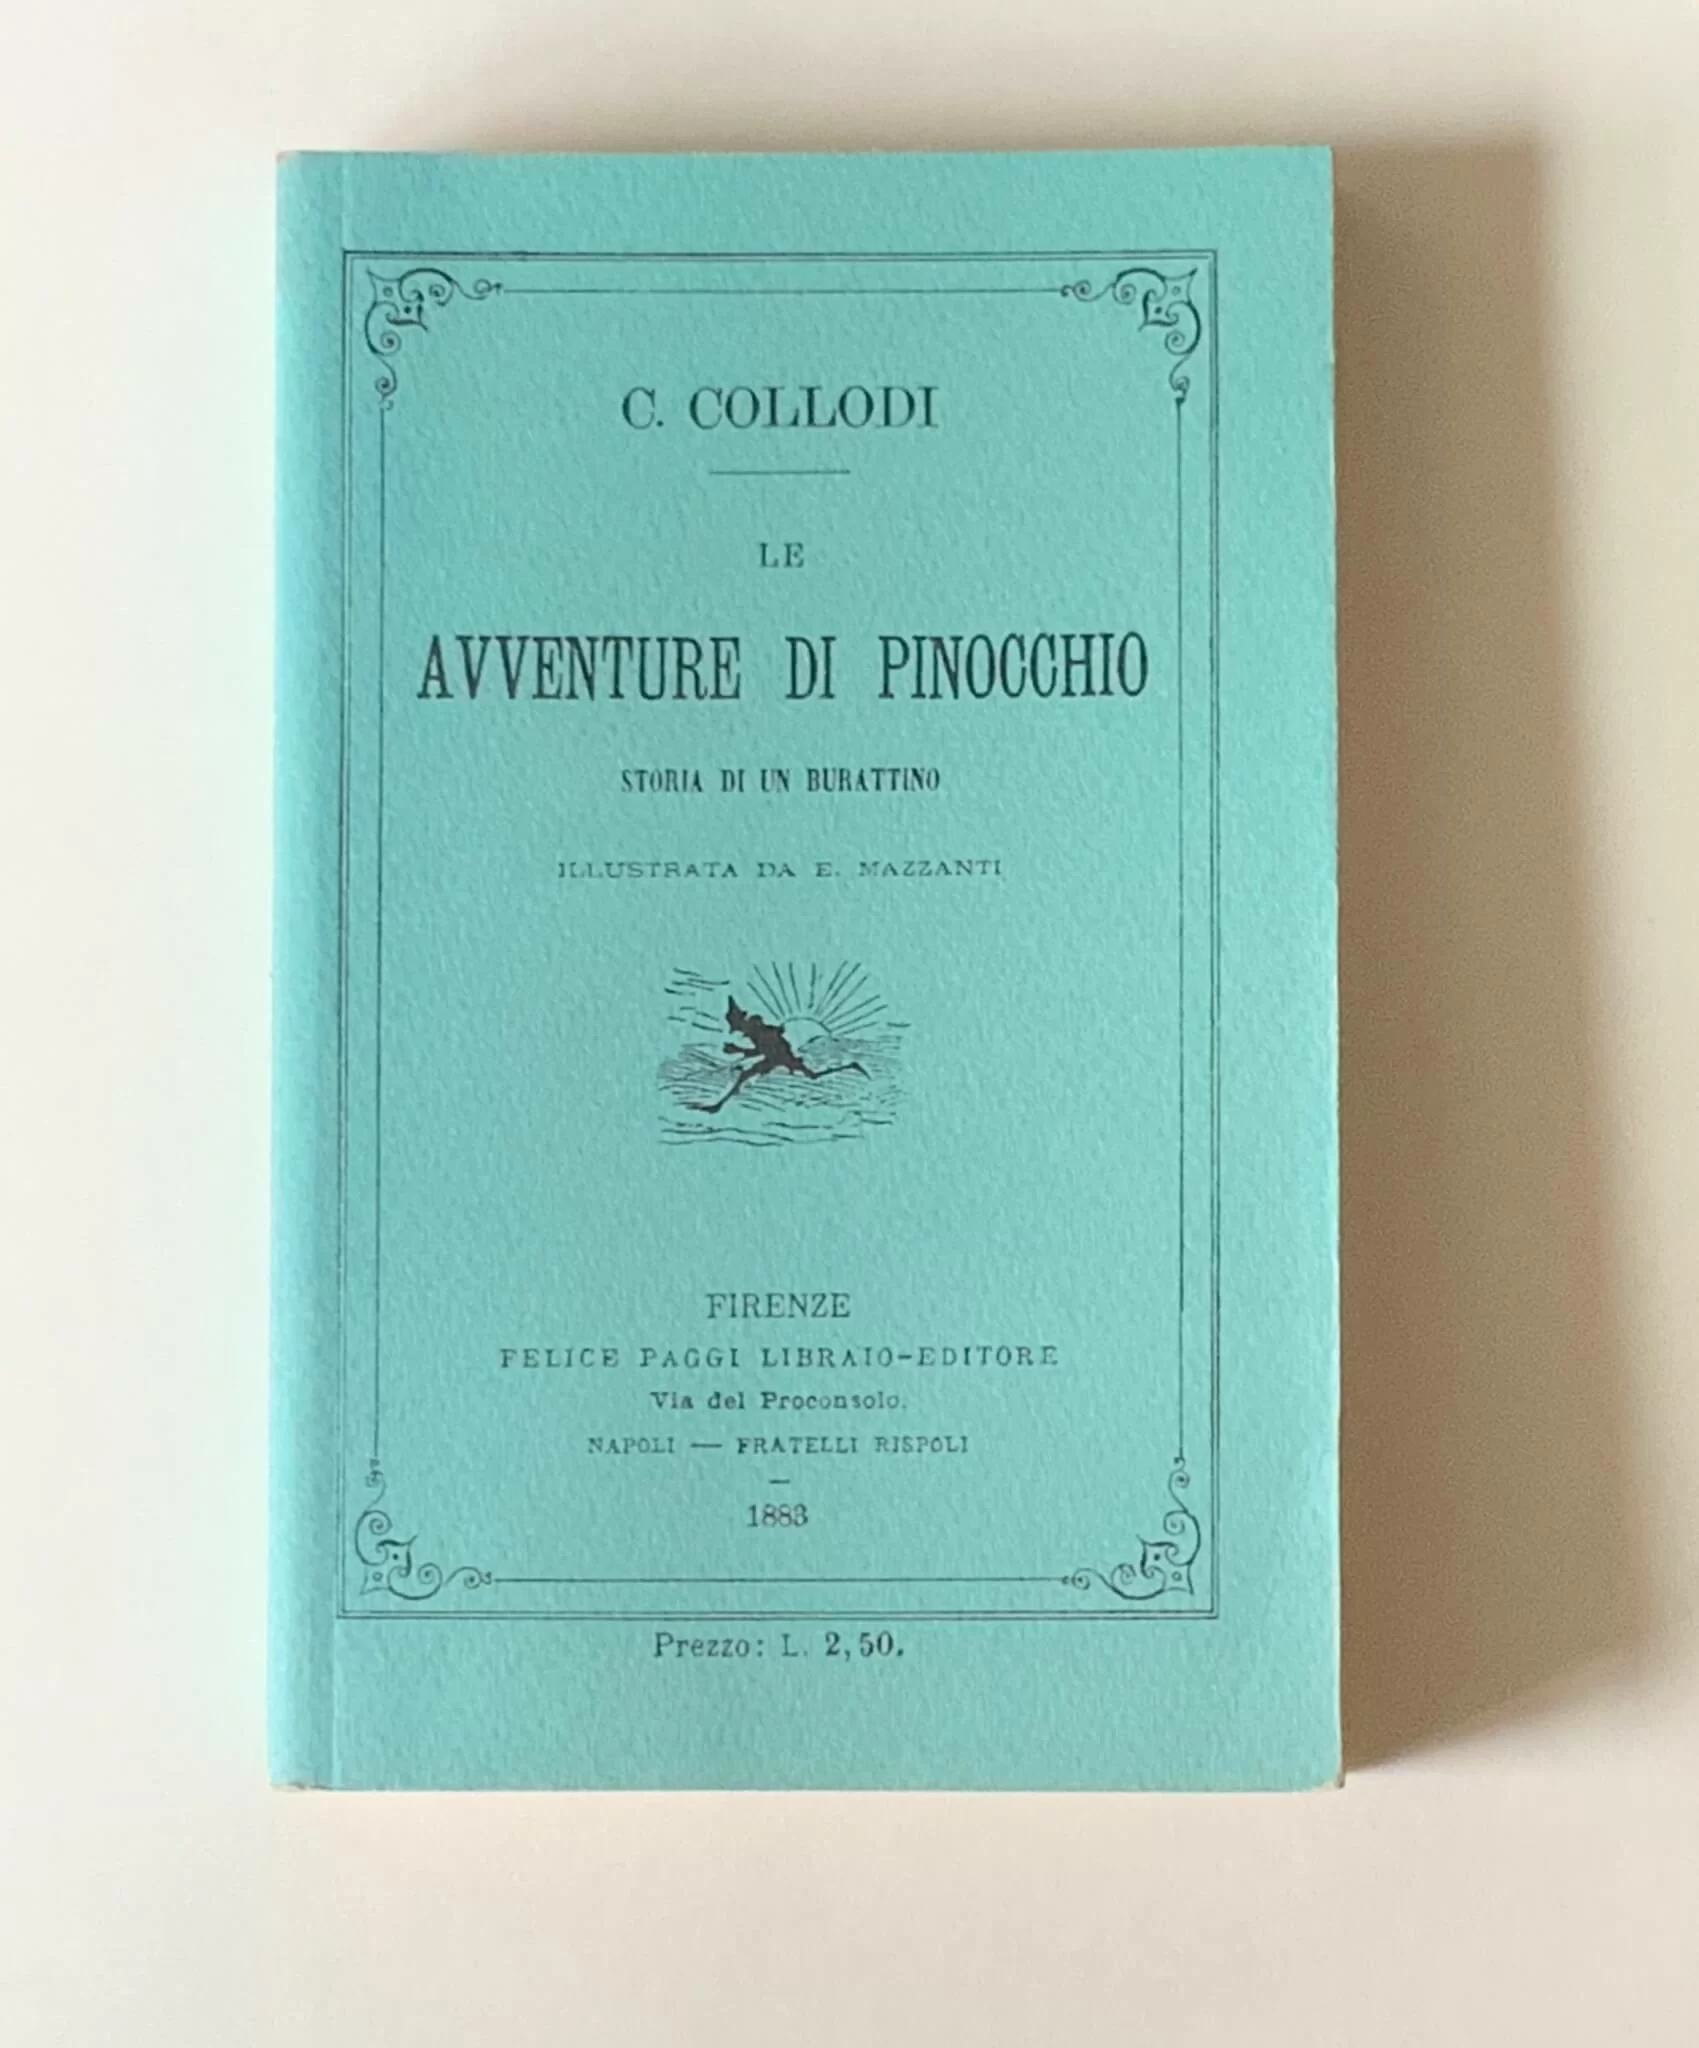 C. COLLODI
LE
AVVENTURE DI PINOCCHIO
STORIA DI UN BURATTINO
ILLUSTRATA DA E. MAZZANTI
FIRENZE
FELICE PAGGI LIBRAIO-EDITORE
Via del Proconsolo.
NAPOLI — FRATELLI RISPOLI
—
1883
Prezzo: L. 2,50.